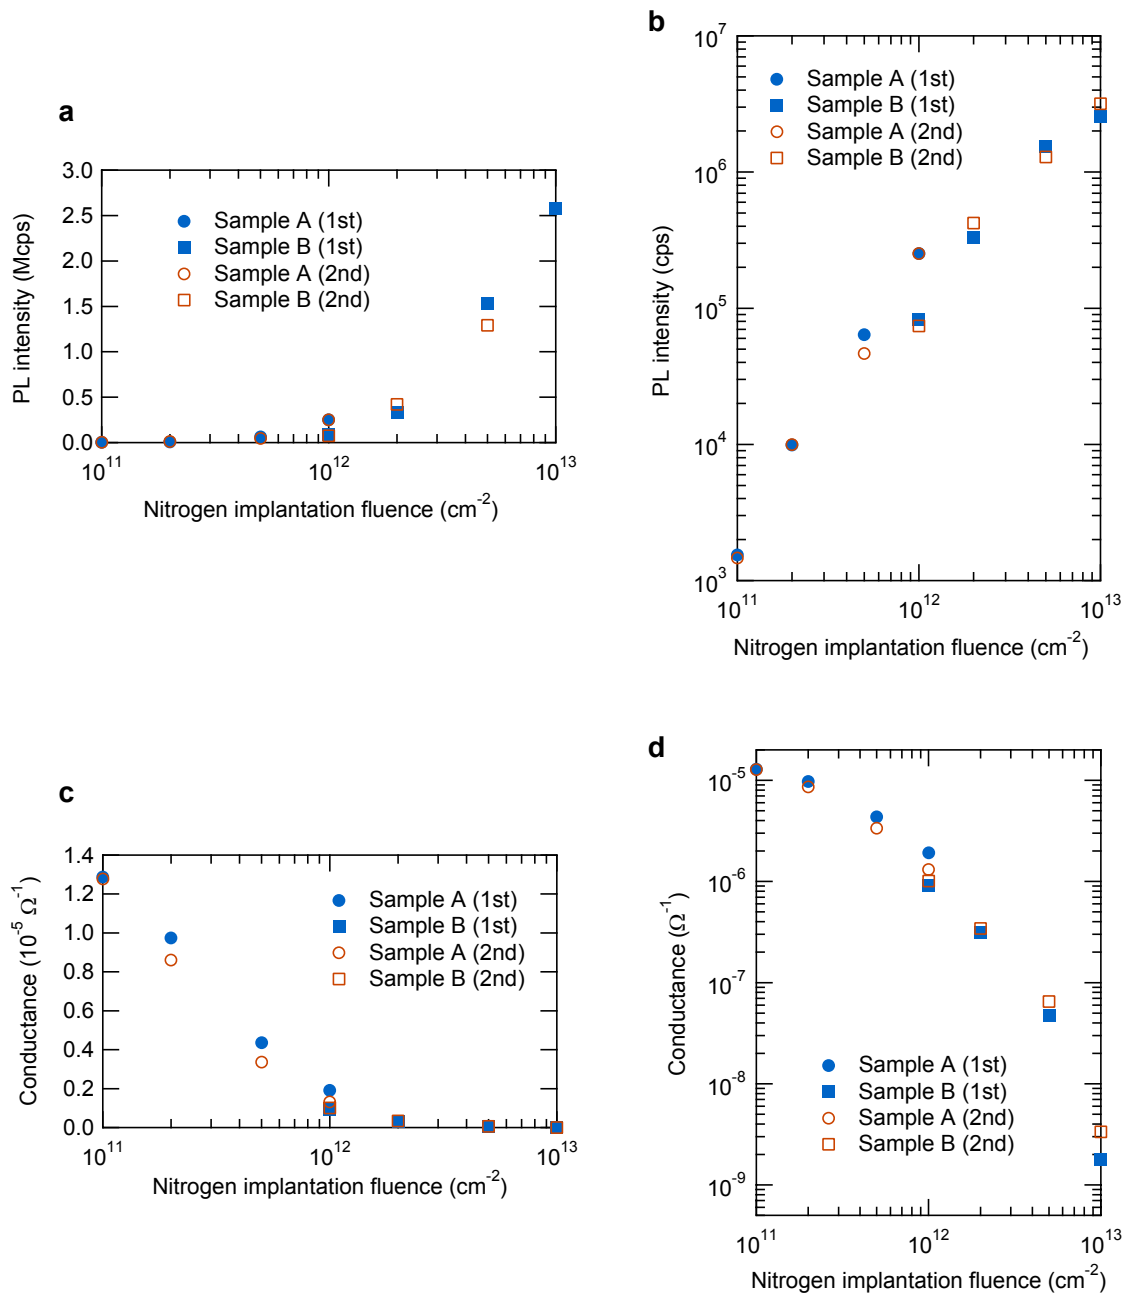 a
3.0
2.5
2.0
1.5
1.0
0.5
0.0
PL intensity (Mcps)
Sample A (1st)
Sample B (1st)
Sample A (2nd)
Sample B (2nd)
10^11 10^12 10^13
Nitrogen implantation fluence (cm^-2)
b
10^7
10^6
10^5
10^4
10^3
PL intensity (cps)
Sample A (1st)
Sample B (1st)
Sample A (2nd)
Sample B (2nd)
10^11 10^12 10^13
Nitrogen implantation fluence (cm^-2)
c
1.4
1.2
1.0
0.8
0.6
0.4
0.2
0.0
Conductance (10^-5 Ω^-1)
Sample A (1st)
Sample B (1st)
Sample A (2nd)
Sample B (2nd)
10^11 10^12 10^13
Nitrogen implantation fluence (cm^-2)
d
10^-5
10^-6
10^-7
10^-8
10^-9
Conductance (Ω^-1)
Sample A (1st)
Sample B (1st)
Sample A (2nd)
Sample B (2nd)
10^11 10^12 10^13
Nitrogen implantation fluence (cm^-2)